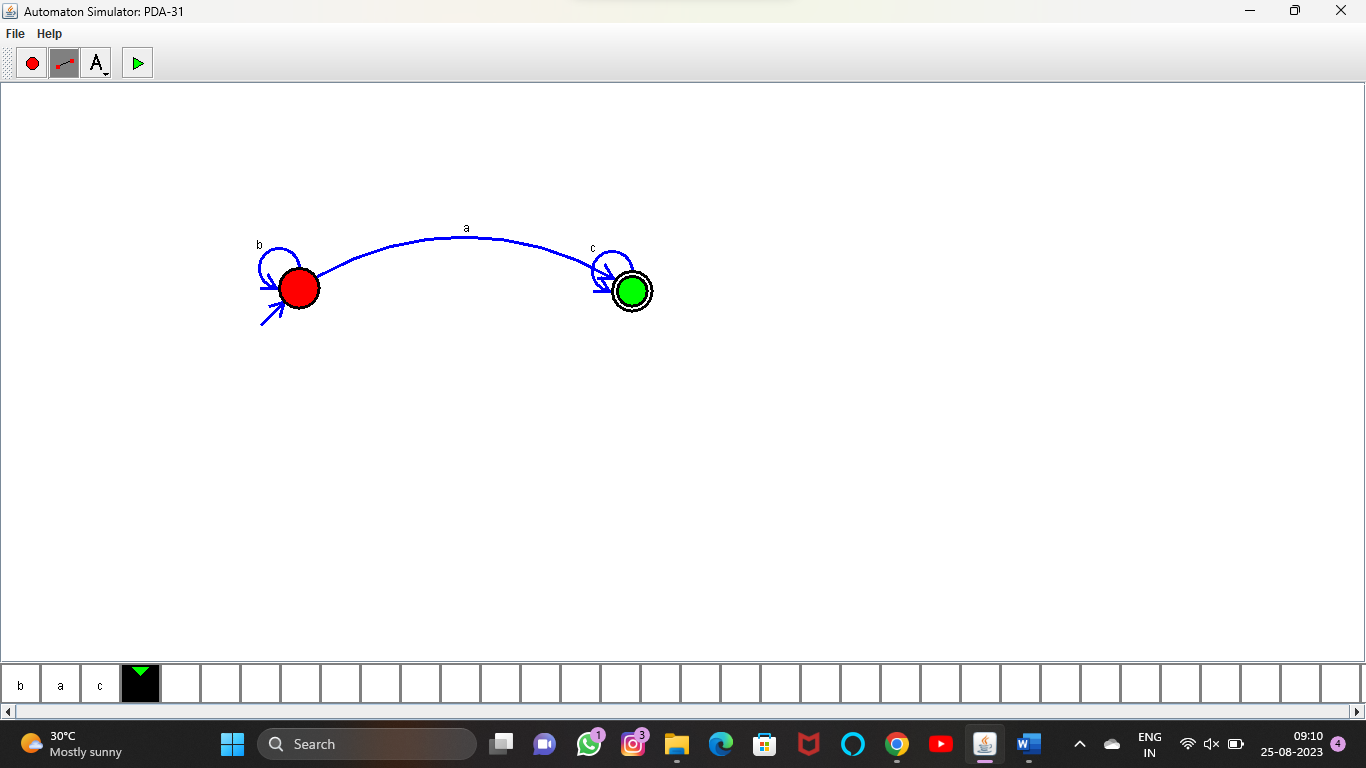 Automaton Simulator: PDA-31
File Help
A
b
a
c
b a c
30°C
Mostly sunny
Search
1
3
ENG
IN
09:10
25-08-2023
4